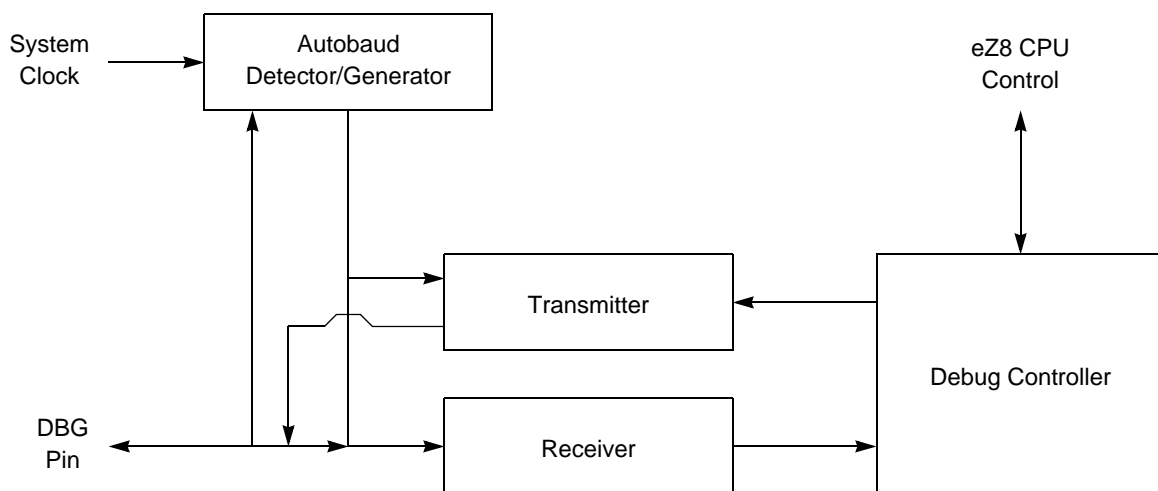 System
Clock
Autobaud
Detector/Generator
eZ8 CPU
Control
Transmitter
Debug Controller
DBG
Pin
Receiver